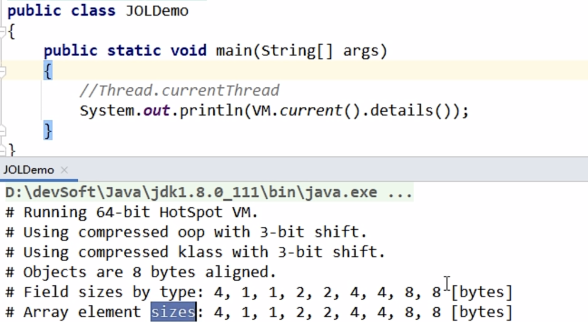 public class JOLDemo
{
public static void main(String[] args)
{
//Thread.currentThread
System.out.println(VM.current().details());
}
}
JOLDemo ×
D:\devSoft\Java\jdk1.8.0_111\bin\java.exe ...
# Running 64-bit HotSpot VM.
# Using compressed oop with 3-bit shift.
# Using compressed klass with 3-bit shift.
# Objects are 8 bytes aligned.
# Field sizes by type: 4, 1, 1, 2, 2, 4, 4, 8, 8 [bytes]
# Array element sizes: 4, 1, 1, 2, 2, 4, 4, 8, 8 [bytes]